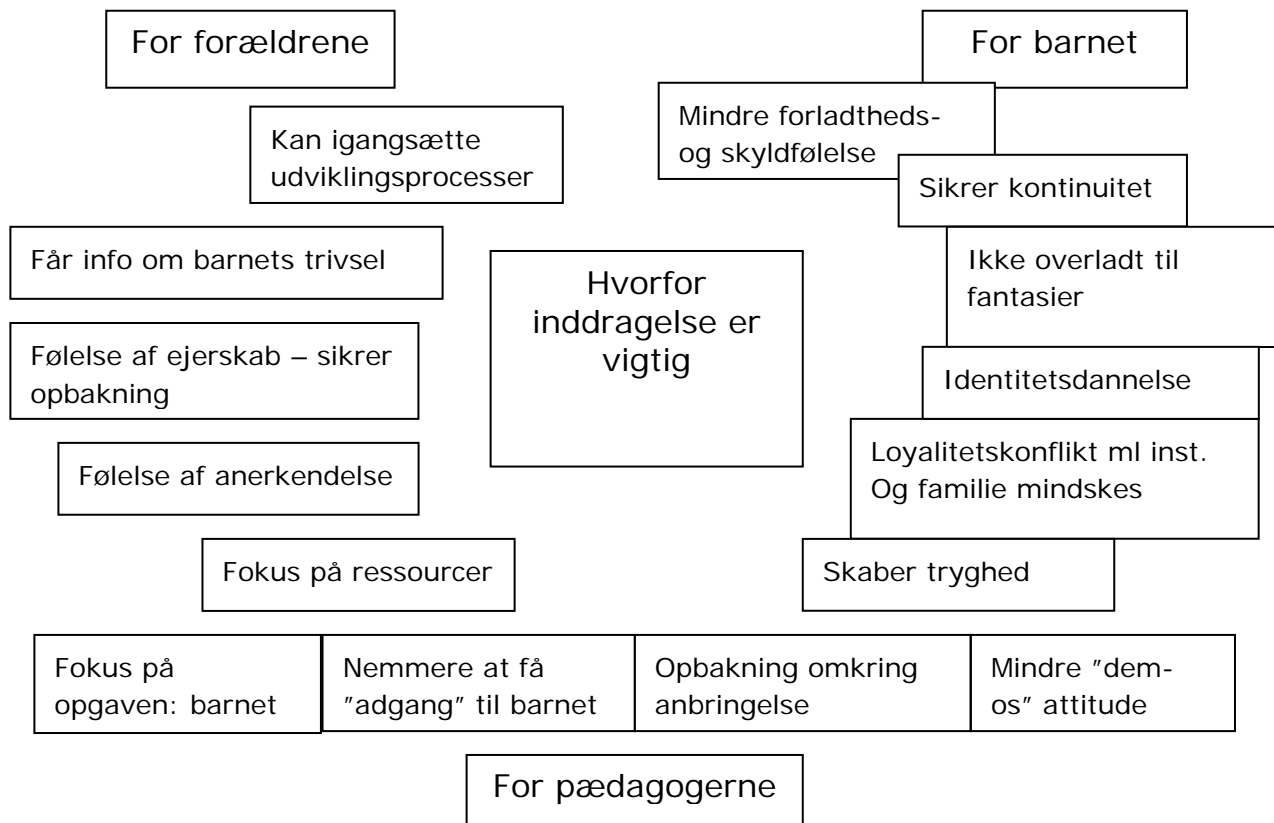 For forældrene
Kan igangsætte
udviklingsprocesser
Får info om barnets trivsel
Følelse af ejerskab – sikrer
opbakning
Følelse af anerkendelse
Fokus på ressourcer
Hvorfor
inddragelse er
vigtig
For barnet
Mindre forladtheds-
og skyldfølelse
Sikrer kontinuitet
Ikke overladt til
fantasier
Identitetsdannelse
Loyalitetskonflikt ml inst.
Og familie mindskes
Skaber tryghed
Fokus på
opgaven: barnet
Nemmere at få
”adgang” til barnet
Opbakning omkring
anbringelse
Mindre ”dem-
os” attitude
For pædagogerne